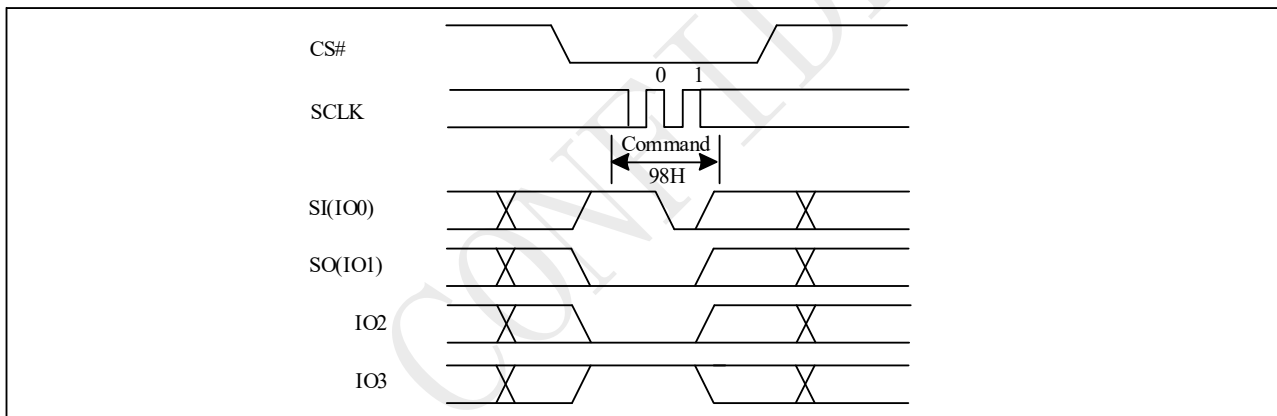 CS#
0 1
SCLK
Command
98H
SI(IO0)
SO(IO1)
IO2
IO3